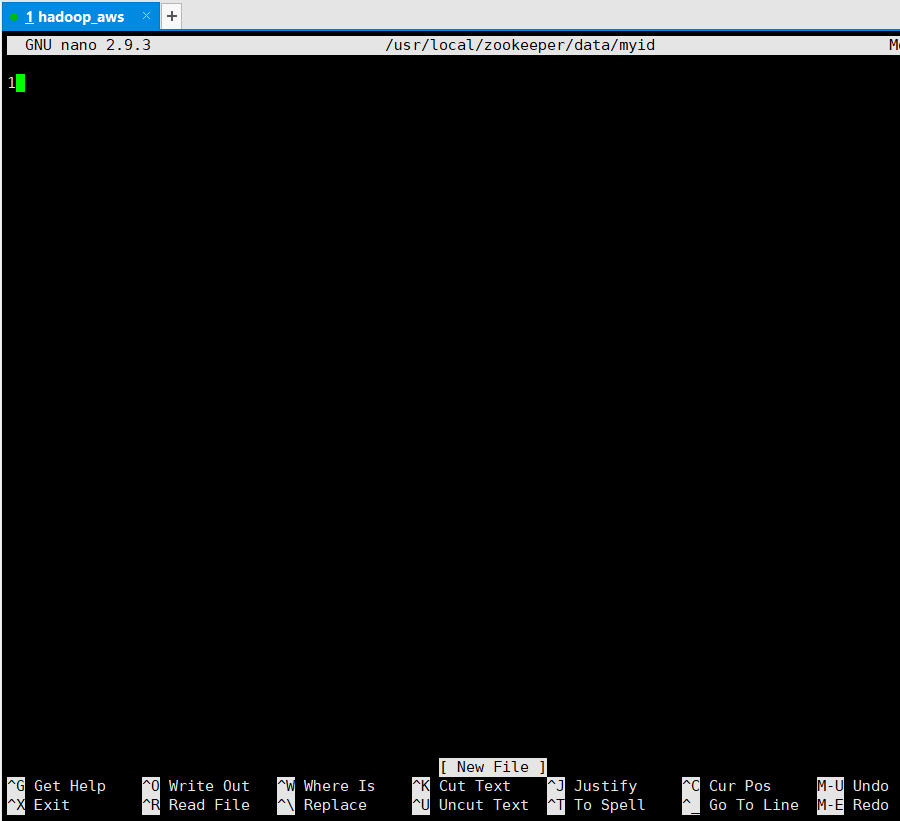 1 hadoop_aws × +
GNU nano 2.9.3 /usr/local/zookeeper/data/myid
1
[ New File ]
^G Get Help ^O Write Out ^W Where Is ^K Cut Text ^J Justify ^C Cur Pos M-U Undo
^X Exit ^R Read File ^\ Replace ^U Uncut Text ^T To Spell ^_ Go To Line M-E Redo